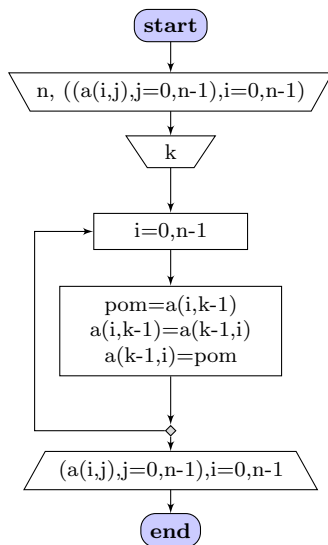 start
n, ((a(i,j),j=0,n-1),i=0,n-1)
k
i=0,n-1
pom=a(i,k-1)
a(i,k-1)=a(k-1,i)
a(k-1,i)=pom
(a(i,j),j=0,n-1),i=0,n-1
end